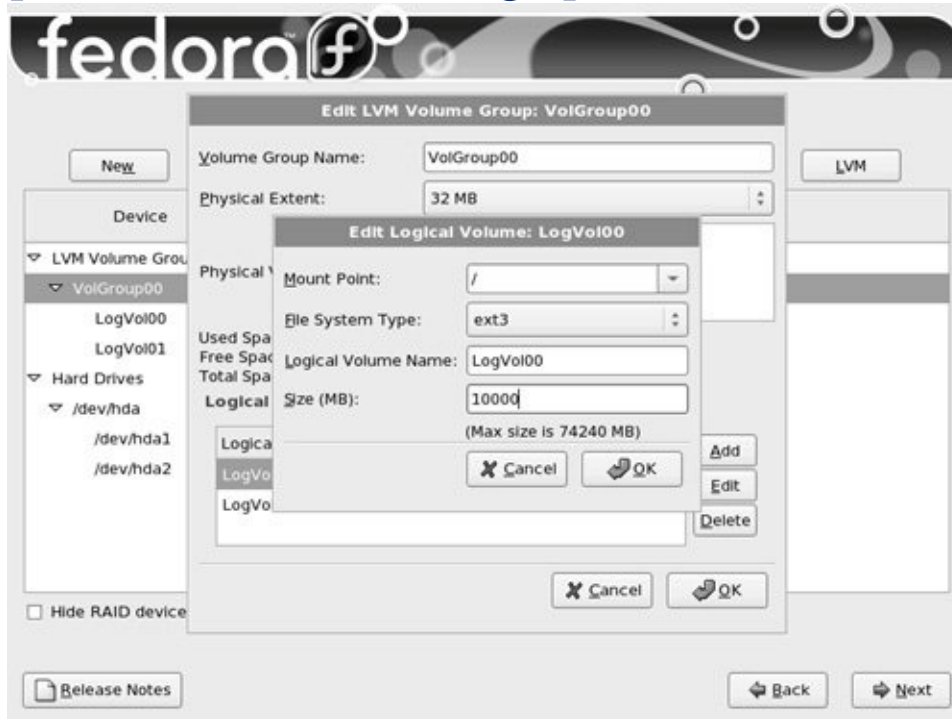 fedora
Edit LVM Volume Group: VolGroup00
New
Volume Group Name: VolGroup00
LVM
Physical Extent: 32 MB
Device
Edit Logical Volume: LogVol00
LVM Volume Grou
Physical
Mount Point: /
VolGroup00
File System Type: ext3
LogVol00
Used Spa
LogVol01
Free Spac
Logical Volume Name: LogVol00
Hard Drives
Total Spa
Logical
Size (MB): 10000
/dev/hda
(Max size is 74240 MB)
/dev/hda1
Logica
Add
/dev/hda2
LogVo
Cancel
OK
Edit
LogVo
Delete
Cancel
OK
Hide RAID device
Release Notes
Back
Next